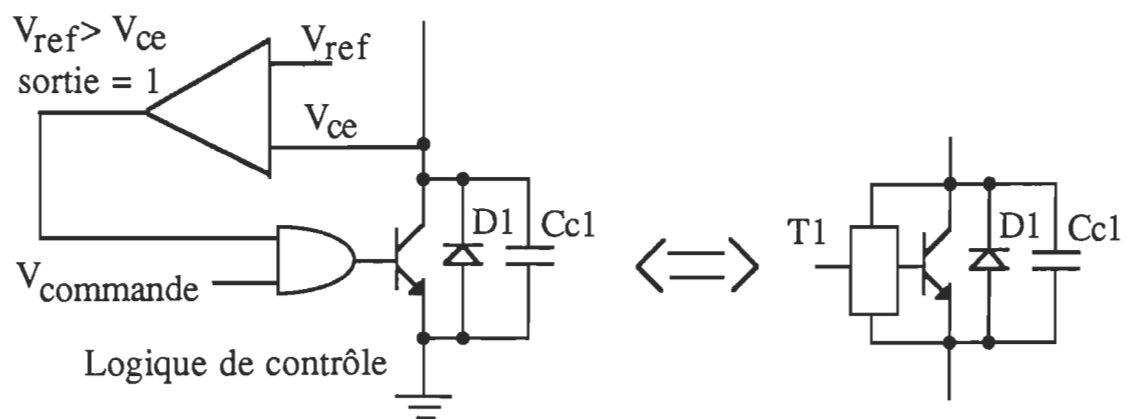 Vref> Vce
sortie = 1
Vref
Vce
D1
Cc1
Vcommande
Logique de contrôle
T1
D1
Cc1